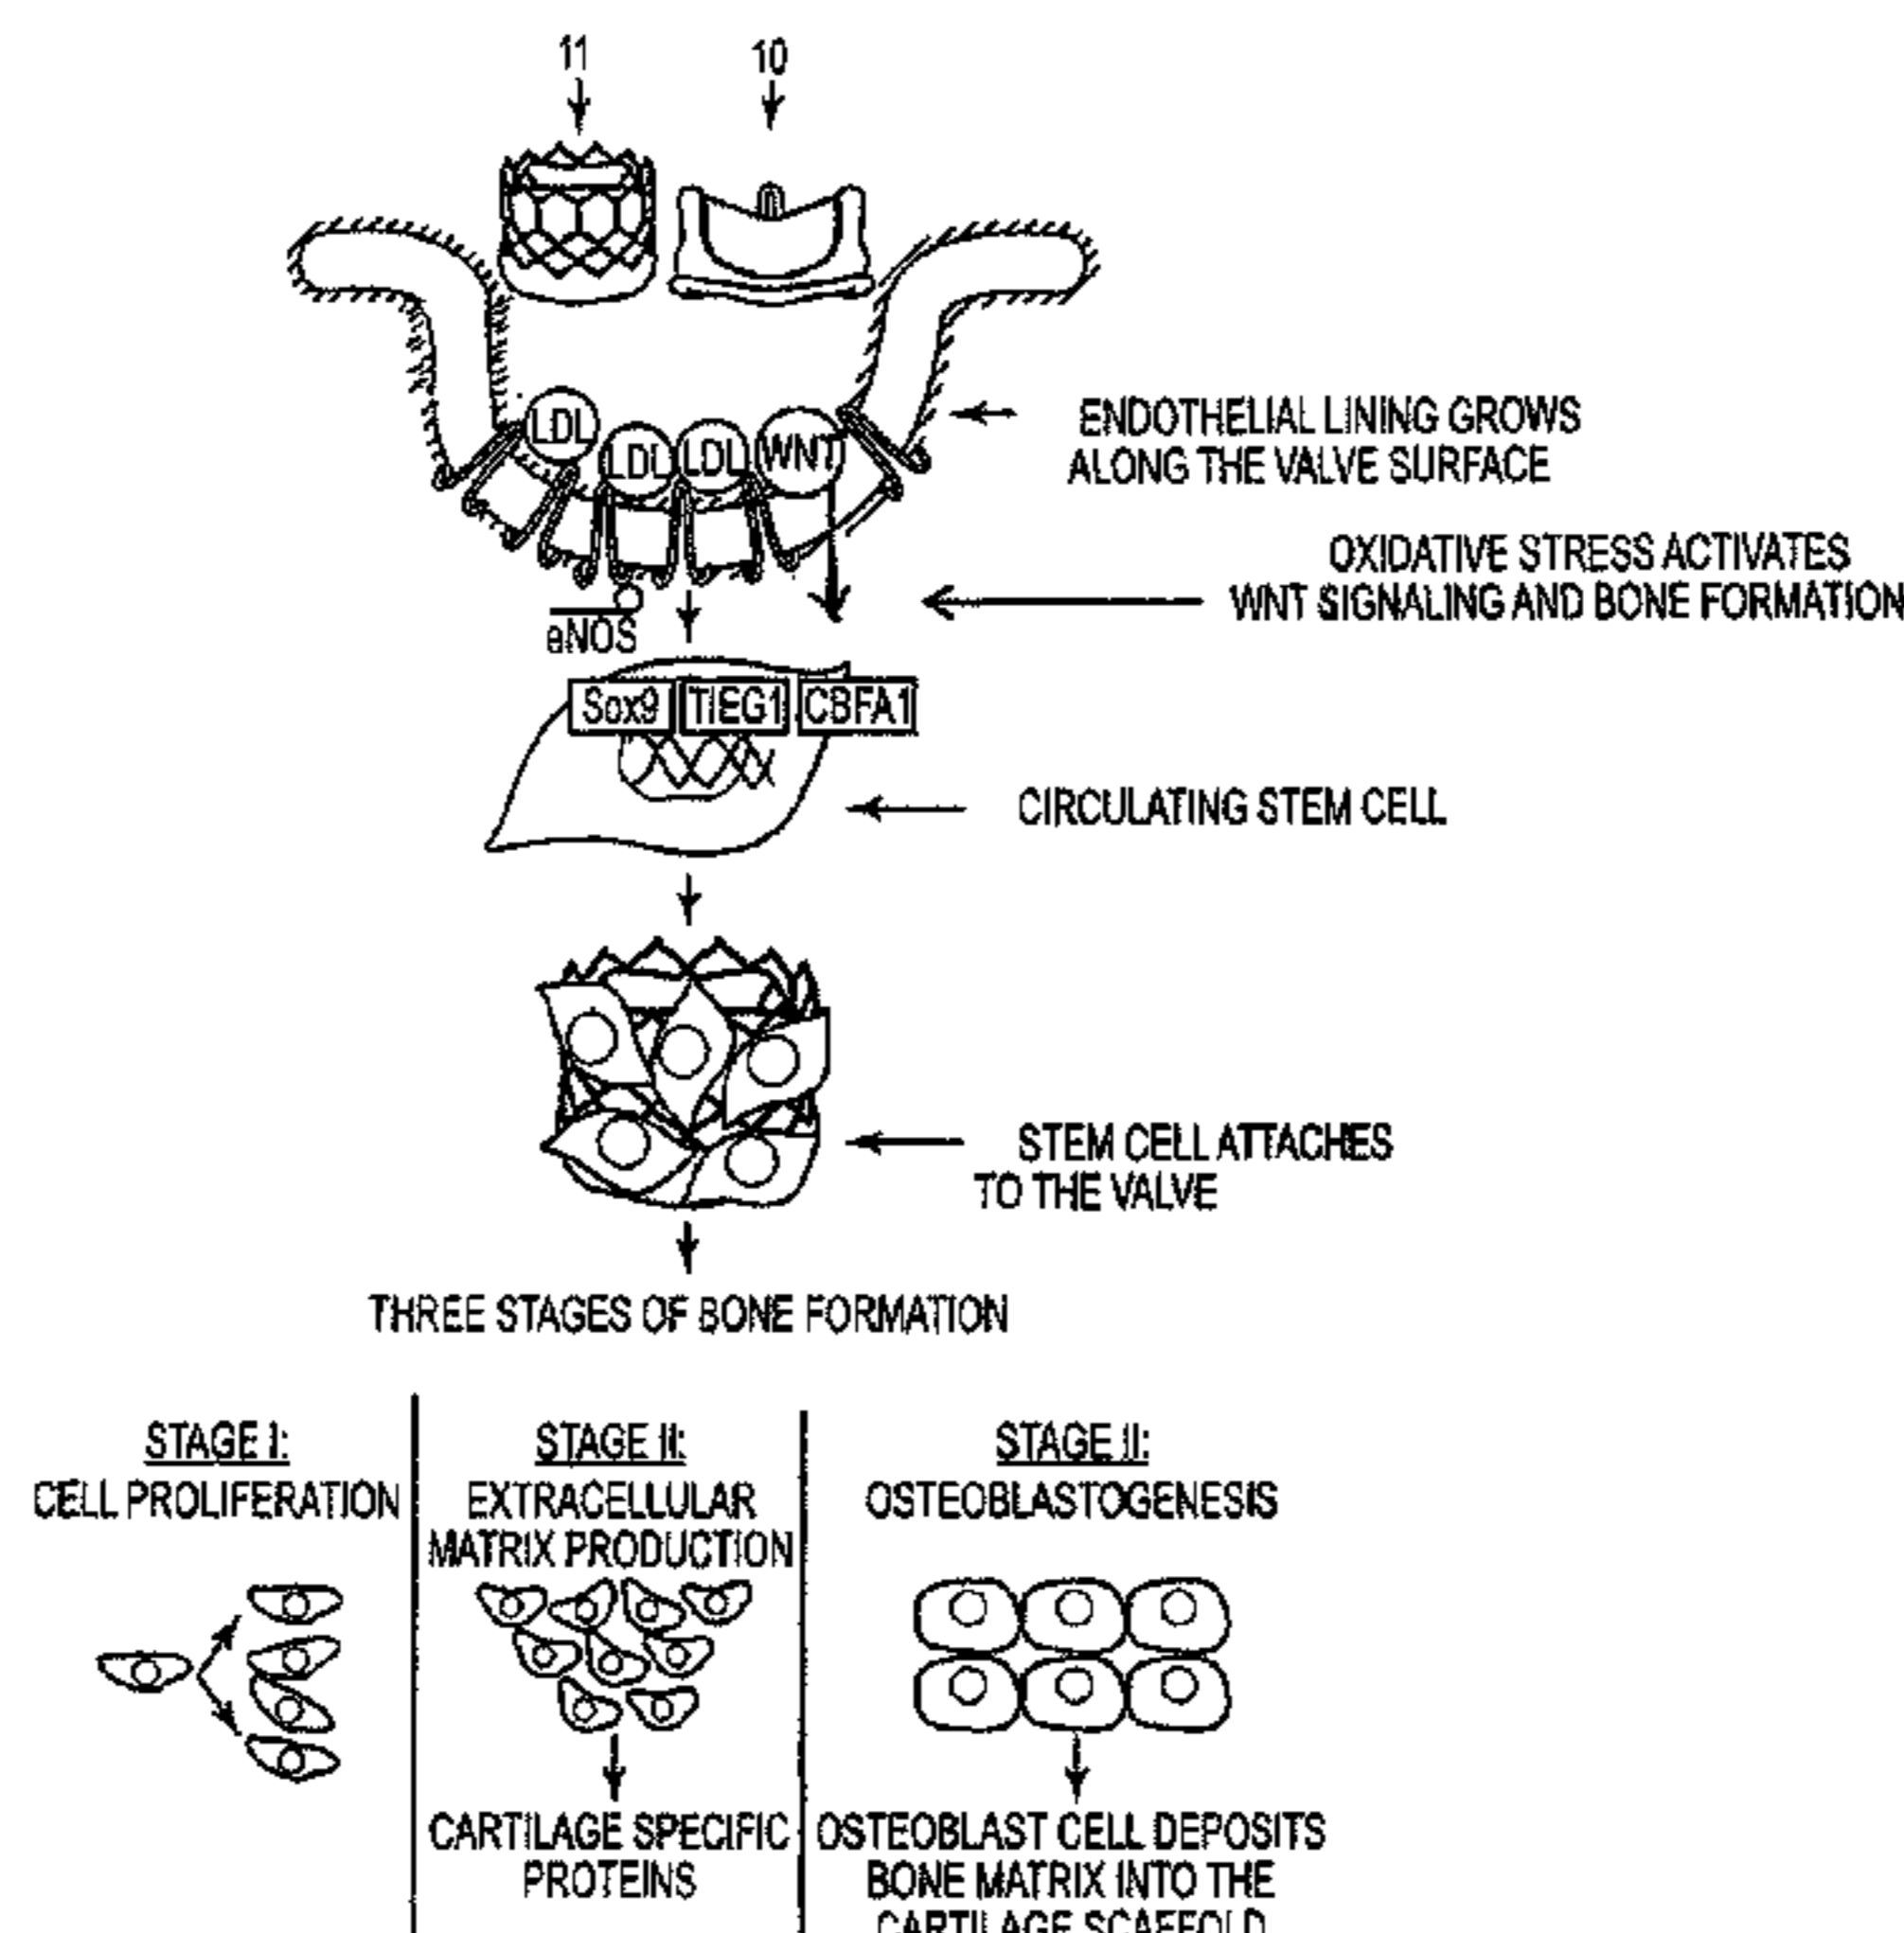 11
10
LDL
LDL
LDL
WNT
ENDOTHELIAL LINING GROWS
ALONG THE VALVE SURFACE
OXIDATIVE STRESS ACTIVATES
WNT SIGNALING AND BONE FORMATION
eNOS
Sox9
TIEG1
CBFA1
CIRCULATING STEM CELL
STEM CELL ATTACHES
TO THE VALVE
THREE STAGES OF BONE FORMATION
STAGE I:
CELL PROLIFERATION
STAGE II:
EXTRACELLULAR
MATRIX PRODUCTION
CARTILAGE SPECIFIC
PROTEINS
STAGE II:
OSTEOBLASTOGENESIS
OSTEOBLAST CELL DEPOSITS
BONE MATRIX INTO THE
CARTILAGE SCAFFOLD